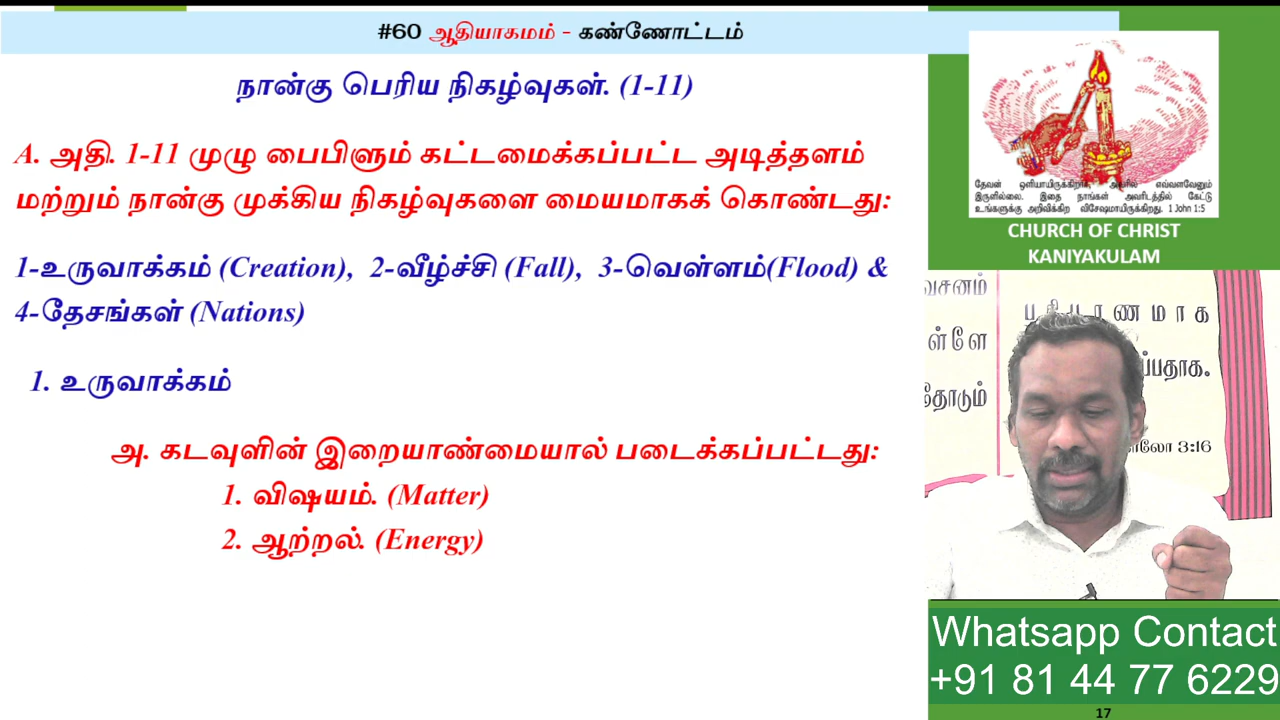 #60 ஆதியாகமம் - கண்ணோட்டம்
நான்கு பெரிய நிகழ்வுகள். (1-11)
A. அதி. 1-11 முழு பைபிளும் கட்டமைக்கப்பட்ட அடித்தளம்
மற்றும் நான்கு முக்கிய நிகழ்வுகளை மையமாகக் கொண்டது:
1-உருவாக்கம் (Creation), 2-வீழ்ச்சி (Fall), 3-வெள்ளம்(Flood) &
4-தேசங்கள் (Nations)
1. உருவாக்கம்
அ. கடவுளின் இறையாண்மையால் படைக்கப்பட்டது:
1. விஷயம். (Matter)
2. ஆற்றல். (Energy)
தேவன் ஒளியாயிருக்கிறார், அவரில் எவ்வளவேனும்
இருளில்லை. இதை நாங்கள் அவரிடத்தில் கேட்டு
உங்களுக்கு அறிவிக்கிற விசேஷமாயிருக்கிறது. 1 John 1:5
CHURCH OF CHRIST
KANIYAKULAM
வசனம்
பரிபூரணமாக
ள்ளே
ப்பதாக.
தோடும்
லோ 3:16
Whatsapp Contact
+91 81 44 77 6229
17